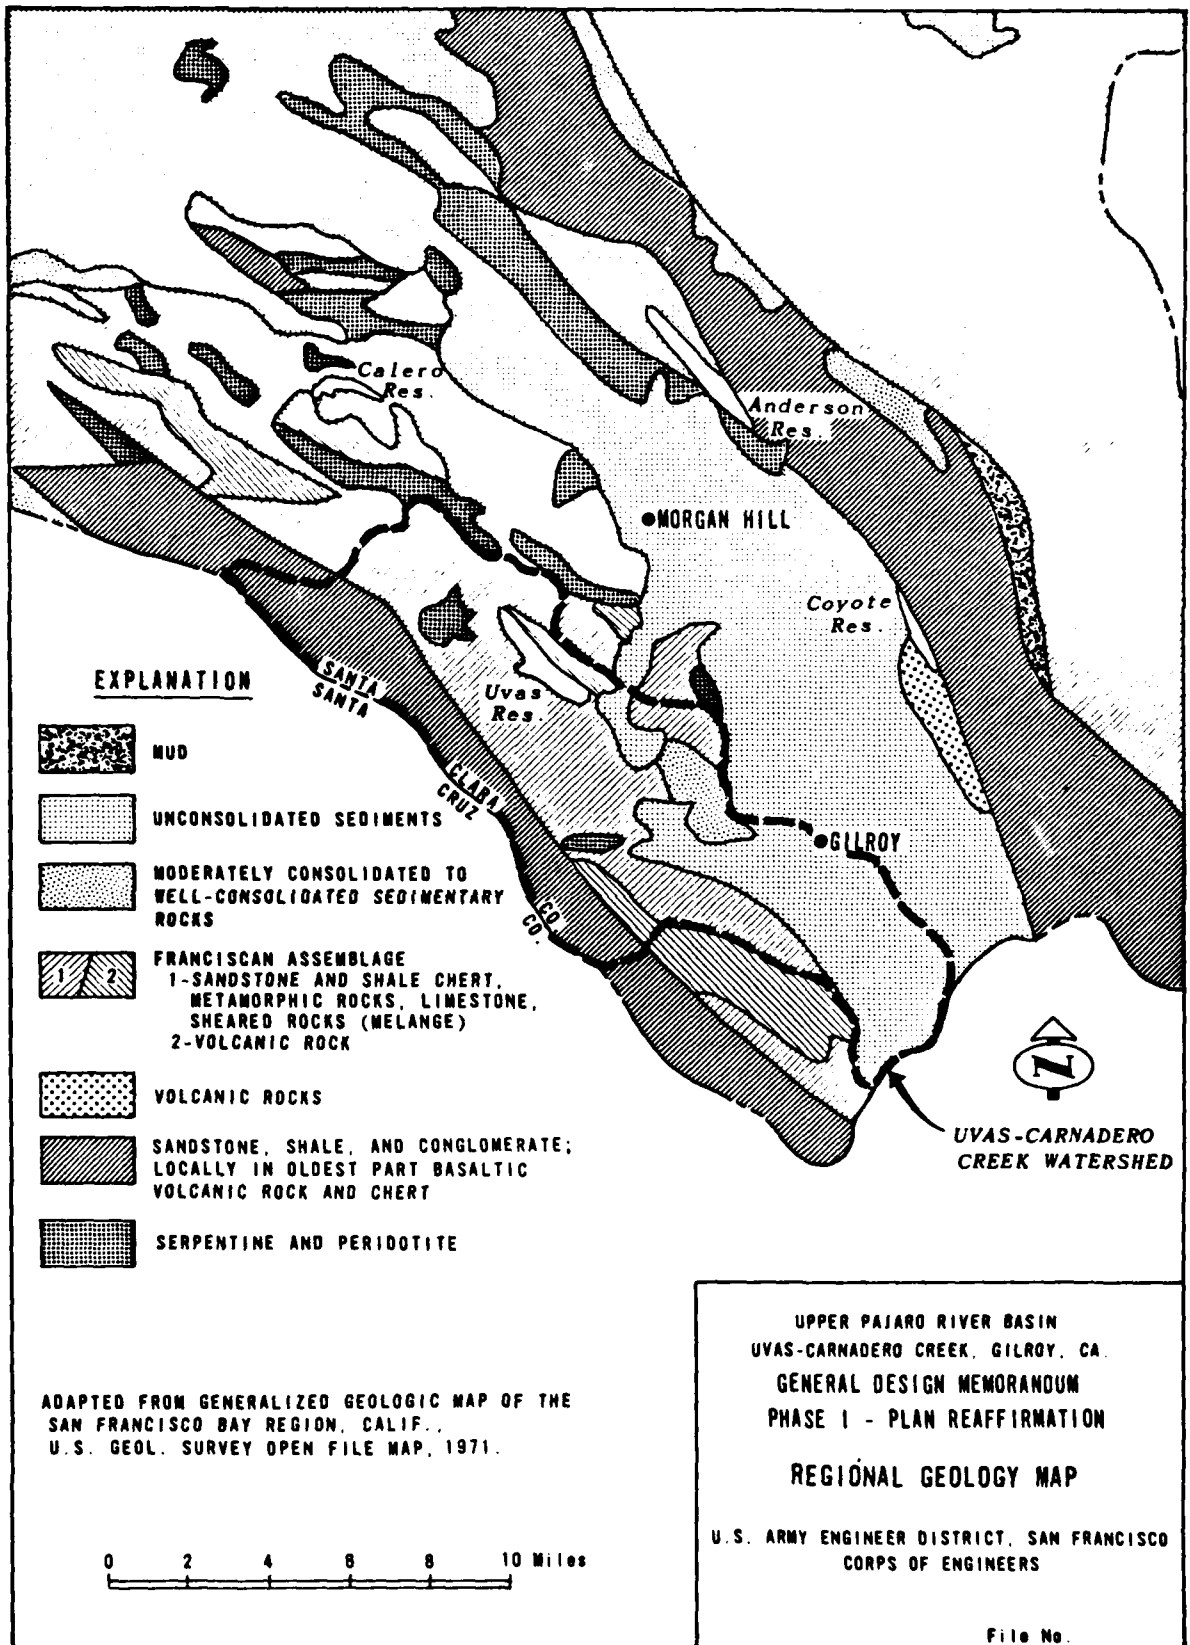 Calero
Res.
Anderson
Res.
MORGAN HILL
Coyote
Res.
Uvas
Res.
SANTA
SANTA
CLARA
CRUZ
CO.
CO.
GILROY
N
UVAS-CARNADERO
CREEK WATERSHED
EXPLANATION
MUD
UNCONSOLIDATED SEDIMENTS
MODERATELY CONSOLIDATED TO
WELL-CONSOLIDATED SEDIMENTARY
ROCKS
1 2
FRANCISCAN ASSEMBLAGE
1-SANDSTONE AND SHALE CHERT,
METAMORPHIC ROCKS, LIMESTONE,
SHEARED ROCKS (MELANGE)
2-VOLCANIC ROCK
VOLCANIC ROCKS
SANDSTONE, SHALE, AND CONGLOMERATE;
LOCALLY IN OLDEST PART BASALTIC
VOLCANIC ROCK AND CHERT
SERPENTINE AND PERIDOTITE
ADAPTED FROM GENERALIZED GEOLOGIC MAP OF THE
SAN FRANCISCO BAY REGION, CALIF.,
U.S. GEOL. SURVEY OPEN FILE MAP, 1971.
0 2 4 6 8 10 Miles
UPPER PAJARO RIVER BASIN
UVAS-CARNADERO CREEK, GILROY, CA.
GENERAL DESIGN MEMORANDUM
PHASE I - PLAN REAFFIRMATION
REGIONAL GEOLOGY MAP
U.S. ARMY ENGINEER DISTRICT, SAN FRANCISCO
CORPS OF ENGINEERS
File No.